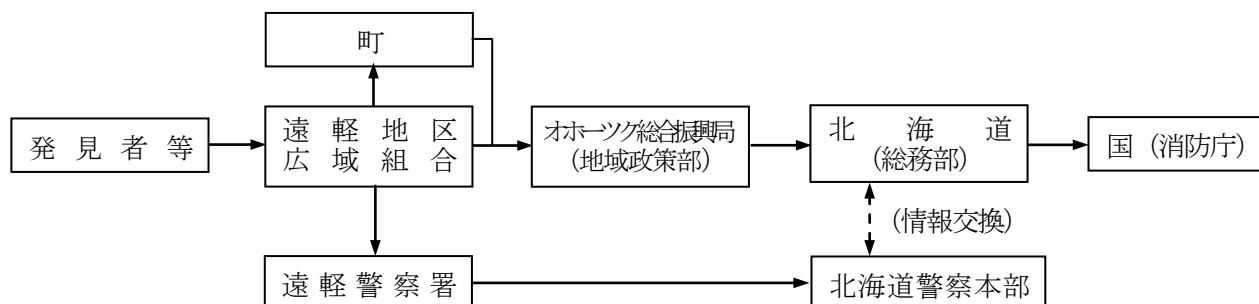 町
発見者等
遠軽地区
広域組合
オホーツク総合振興局
（地域政策部）
北海道
（総務部）
国（消防庁）
（情報交換）
遠軽警察署
北海道警察本部